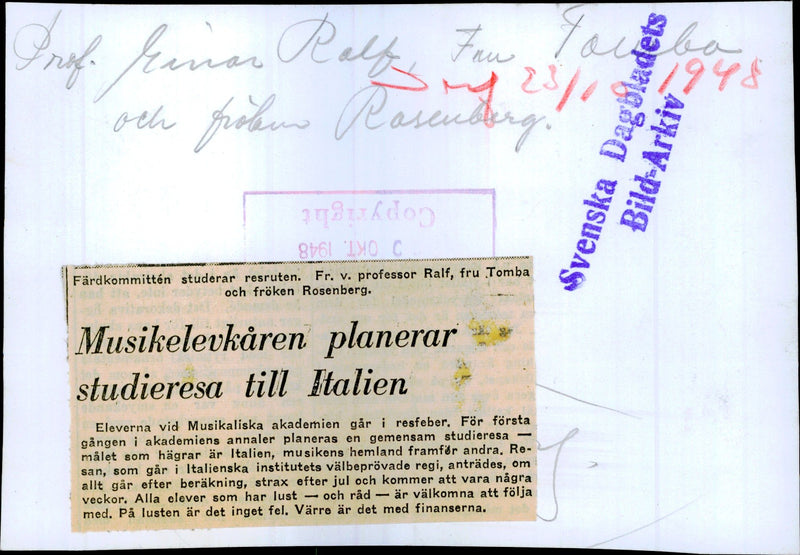 Prof. Einar Ralf, Fru Tomba
23/10 1948
och fröken Rosenberg.
Svenska Dagbladets
Bild-Arkiv
Copyright
OKT. 1948
Färdkommittén studerar resruten. Fr. v. professor Ralf, fru Tomba
och fröken Rosenberg.
Musikelevkåren planerar
studieresa till Italien
Eleverna vid Musikaliska akademien går i resfeber. För första
gången i akademiens annaler planeras en gemensam studieresa —
målet som hägrar är Italien, musikens hemland framför andra. Re-
san, som går i Italienska institutets välbeprövade regi, anträdes, om
allt går efter beräkning, strax efter jul och kommer att vara några
veckor. Alla elever som har lust — och råd — är välkomna att följa
med. På lusten är det inget fel. Värre är det med finanserna.